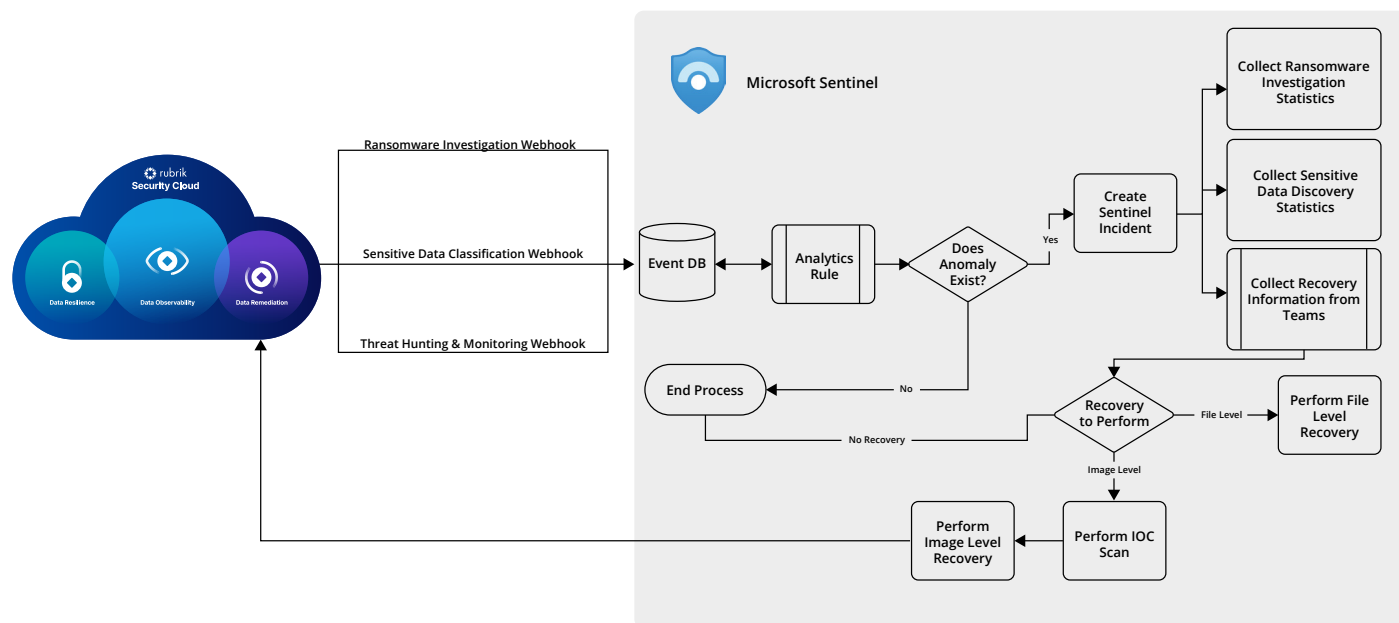 rubrik
Security Cloud
Data Resilience
Data Observability
Data Remediation
Ransomware Investigation Webhook
Sensitive Data Classification Webhook
Threat Hunting & Monitoring Webhook
Microsoft Sentinel
Event DB
Analytics
Rule
Does
Anomaly
Exist?
Yes
No
Create
Sentinel
Incident
Collect Ransomware
Investigation
Statistics
Collect Sensitive
Data Discovery
Statistics
Collect Recovery
Information from
Teams
End Process
No Recovery
Recovery
to Perform
File Level
Perform File
Level
Recovery
Image Level
Perform IOC
Scan
Perform
Image Level
Recovery